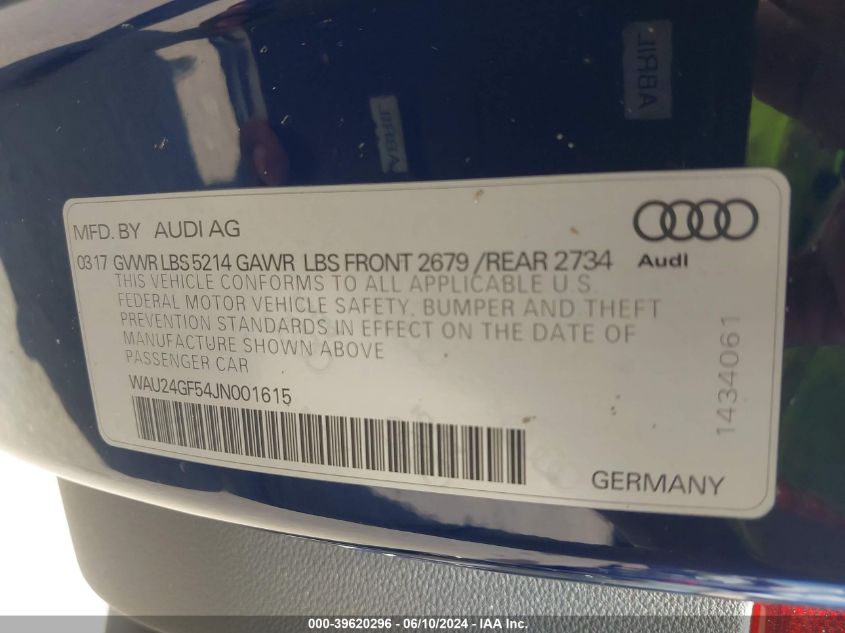 ABRIL
ABRIL
MFD. BY AUDI AG
Audi
03 17 GVWR LBS 5214 GAWR LBS FRONT 2679 / REAR 2734
THIS VEHICLE CONFORMS TO ALL APPLICABLE U.S.
FEDERAL MOTOR VEHICLE SAFETY, BUMPER AND THEFT
PREVENTION STANDARDS IN EFFECT ON THE DATE OF
MANUFACTURE SHOWN ABOVE
PASSENGER CAR
WAU24GF54JN001615
1434061
GERMANY
000-39620296 - 06/10/2024 - IAA Inc.